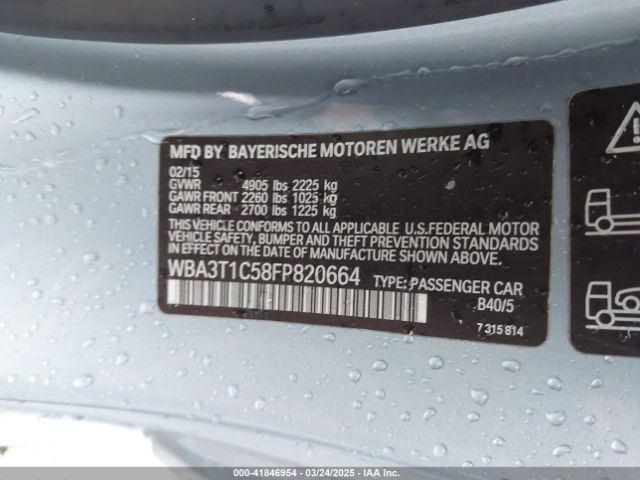 MFD BY BAYERISCHE MOTOREN WERKE AG
02/15
GVWR 4905 lbs 2225 kg
GAWR FRONT 2260 lbs 1025 kg
GAWR REAR 2700 lbs 1225 kg
THIS VEHICLE CONFORMS TO ALL APPLICABLE U.S. FEDERAL MOTOR
VEHICLE SAFETY, BUMPER AND THEFT PREVENTION STANDARDS
IN EFFECT ON THE DATE OF MANUFACTURE SHOWN ABOVE.
WBA3T1C58FP820664 TYPE: PASSENGER CAR
B40/5
7 315 814
000-41846954 - 03/24/2025 - IAAI.COM